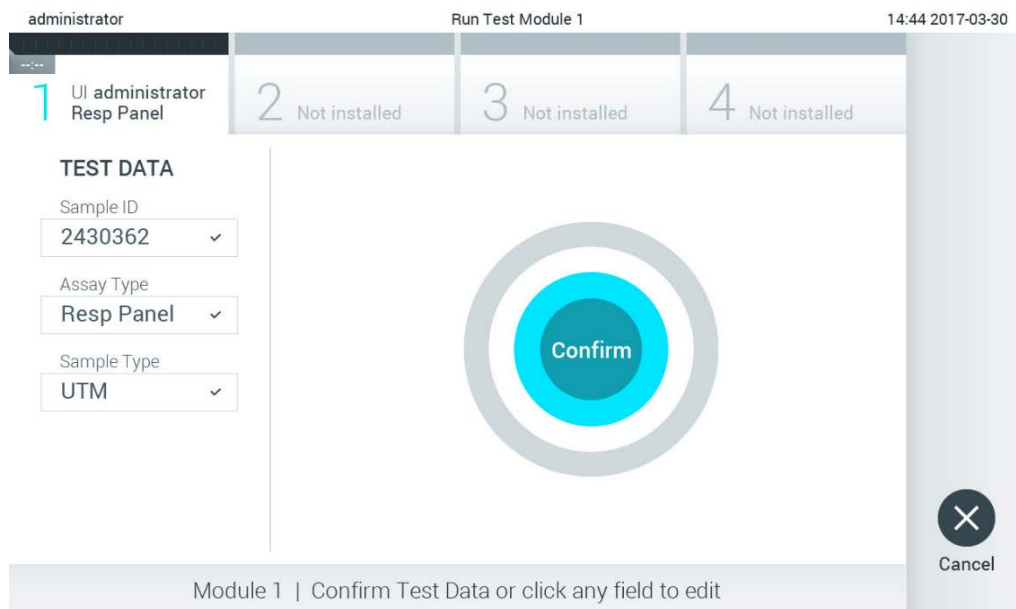 administrator
Run Test Module 1
14:44 2017-03-30
--:--
1
UI administrator
Resp Panel
2 Not installed
3 Not installed
4 Not installed
TEST DATA
Sample ID
2430362
Assay Type
Resp Panel
Sample Type
UTM
Confirm
Cancel
Module 1 | Confirm Test Data or click any field to edit